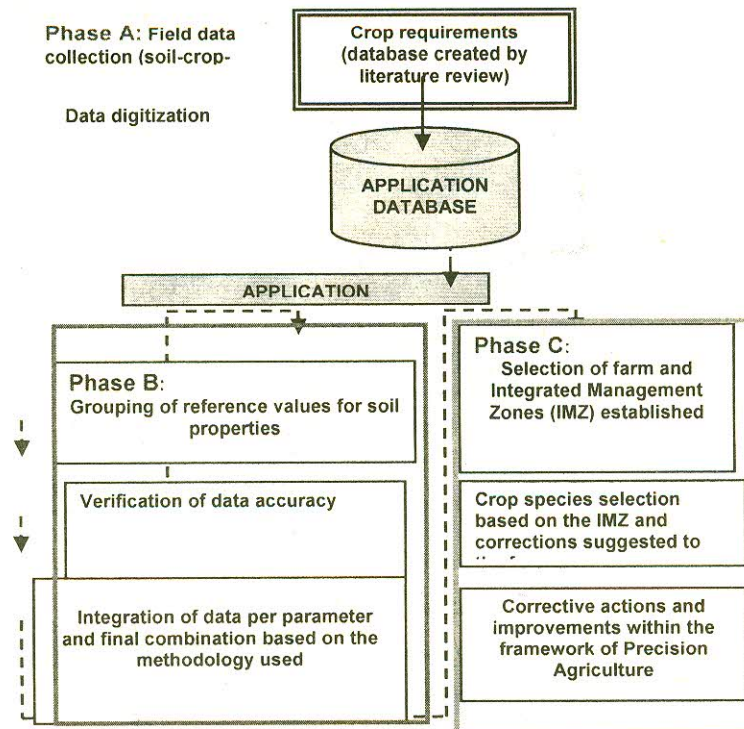 Phase A: Field data
collection (soil-crop-
Data digitization
Crop requirements
(database created by
literature review)
APPLICATION
DATABASE
APPLICATION
Phase B:
Grouping of reference values for soil
properties
Verification of data accuracy
Integration of data per parameter
and final combination based on the
methodology used
Phase C:
Selection of farm and
Integrated Management
Zones (IMZ) established
Crop species selection
based on the IMZ and
corrections suggested to
Corrective actions and
improvements within the
framework of Precision
Agriculture